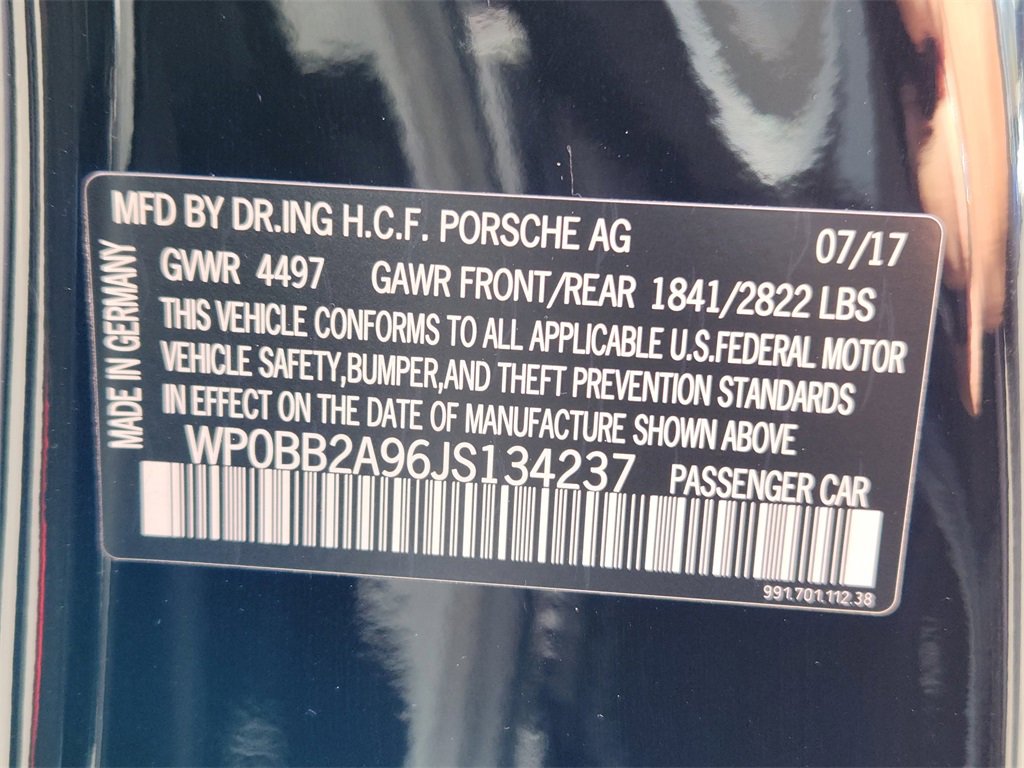 MFD BY DR.ING H.C.F. PORSCHE AG 07/17
GVWR 4497 GAWR FRONT/REAR 1841/2822 LBS
THIS VEHICLE CONFORMS TO ALL APPLICABLE U.S.FEDERAL MOTOR
VEHICLE SAFETY,BUMPER,AND THEFT PREVENTION STANDARDS
IN EFFECT ON THE DATE OF MANUFACTURE SHOWN ABOVE
MADE IN GERMANY
WP0BB2A96JS134237 PASSENGER CAR
991.701.112.38